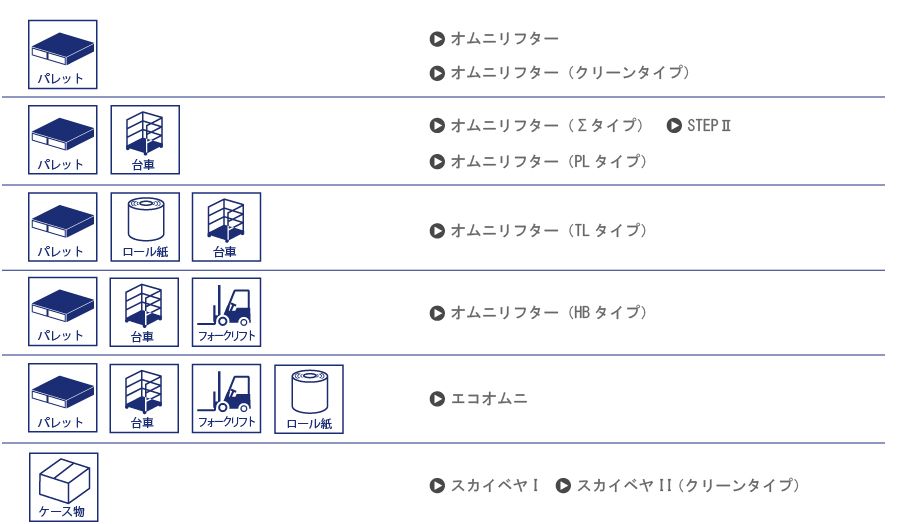 パレット
オムニリフター
オムニリフター（クリーンタイプ）
パレット 台車
オムニリフター（Σタイプ） STEPⅡ
オムニリフター（PL タイプ）
パレット ロール紙 台車
オムニリフター（TL タイプ）
パレット 台車 フォークリフト
オムニリフター（HB タイプ）
パレット 台車 フォークリフト ロール紙
エコオムニ
ケース物
スカイベヤ I スカイベヤ II（クリーンタイプ）